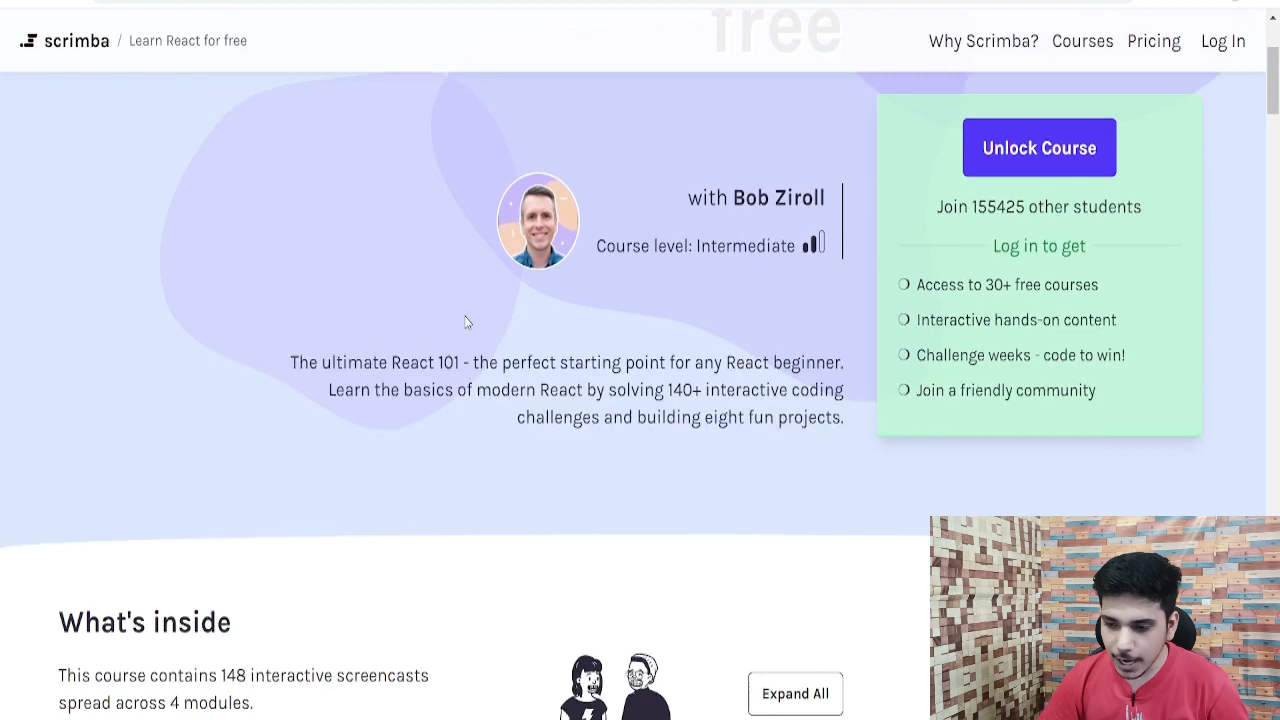 free
scrimba / Learn React for free
Why Scrimba? Courses Pricing Log In
with Bob Ziroll
Course level: Intermediate
The ultimate React 101 - the perfect starting point for any React beginner.
Learn the basics of modern React by solving 140+ interactive coding
challenges and building eight fun projects.
Unlock Course
Join 155425 other students
Log in to get
Access to 30+ free courses
Interactive hands-on content
Challenge weeks - code to win!
Join a friendly community
What's inside
This course contains 148 interactive screencasts
spread across 4 modules.
Expand All